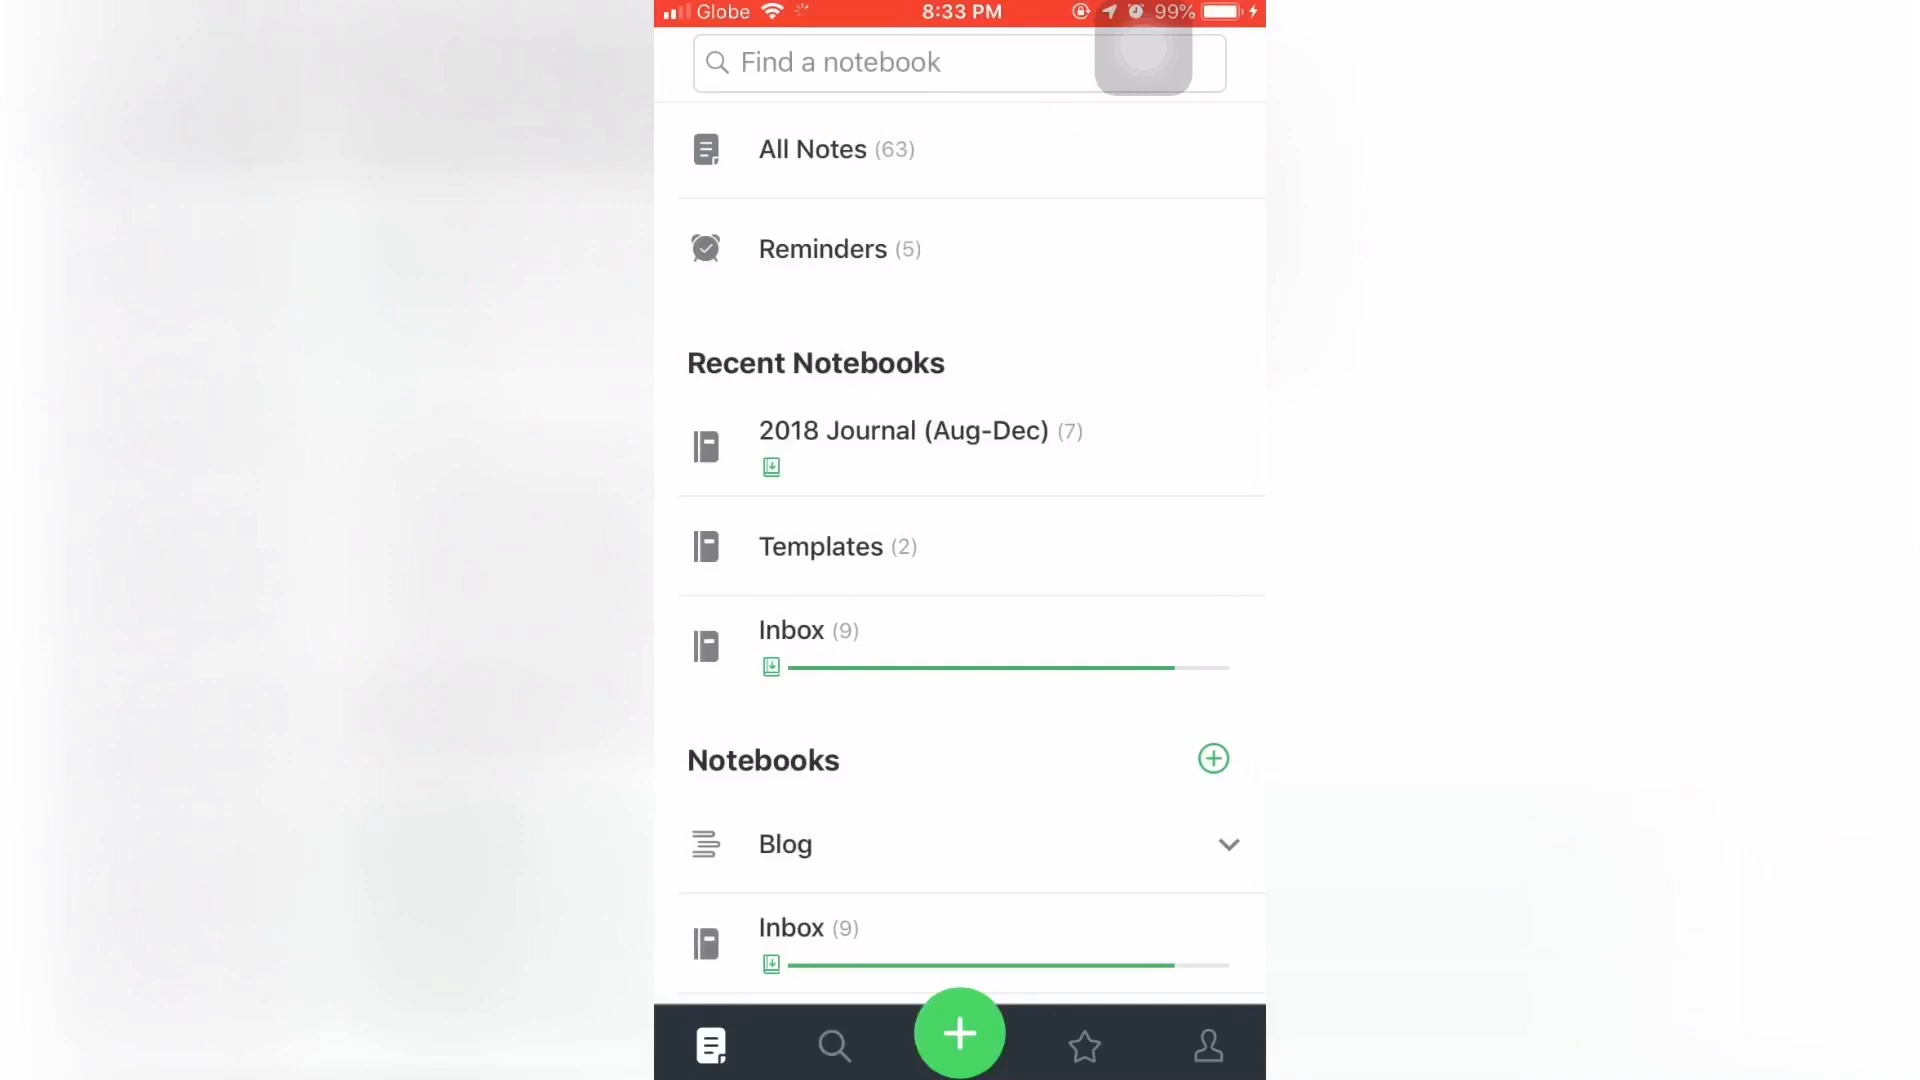 Globe 8:33 PM 99%
Find a notebook
All Notes (63)
Reminders (5)
Recent Notebooks
2018 Journal (Aug-Dec) (7)
Templates (2)
Inbox (9)
Notebooks
Blog
Inbox (9)